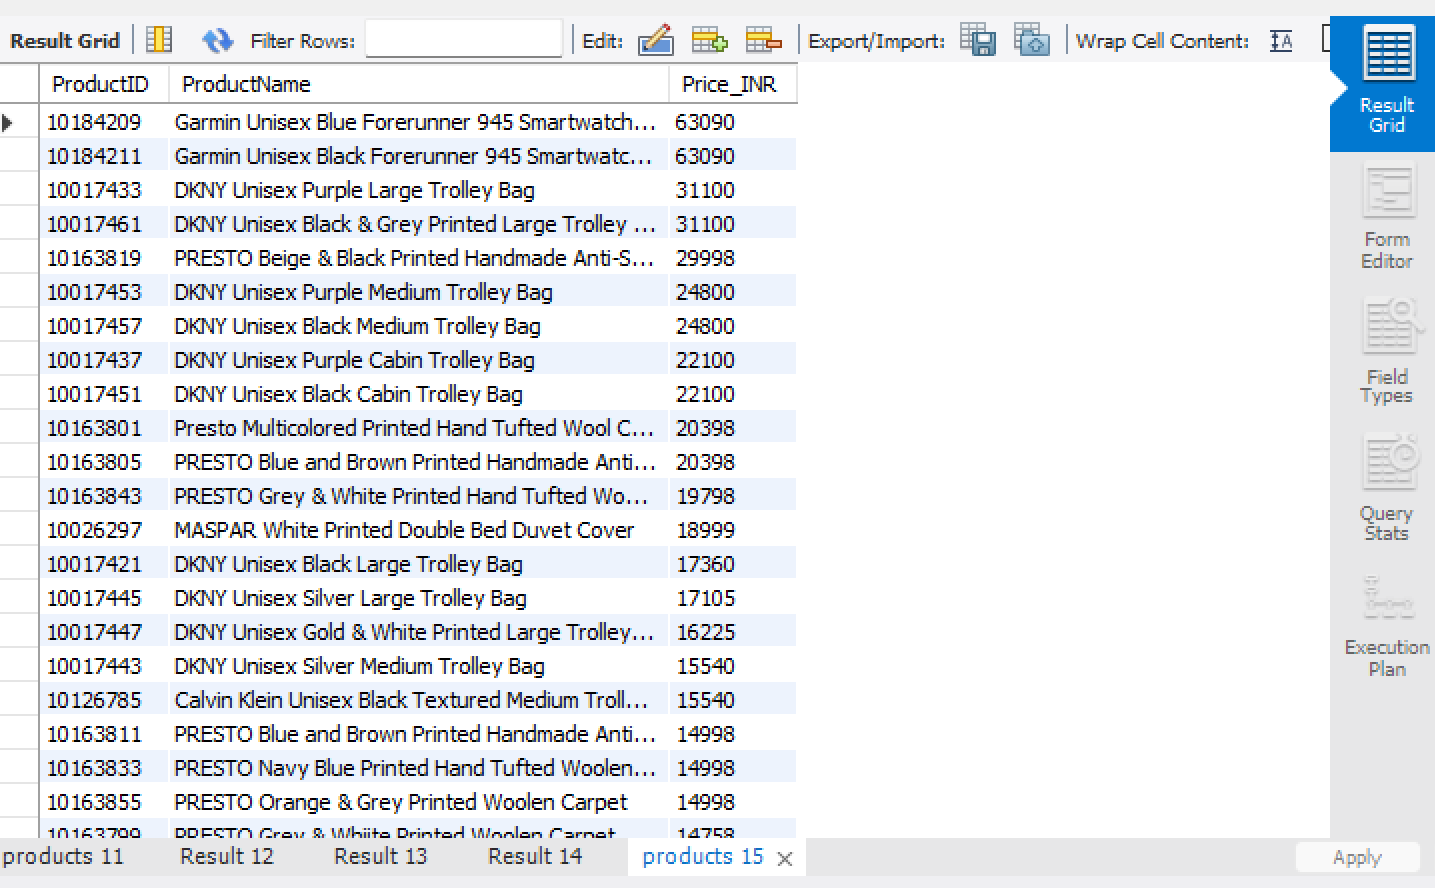 Result Grid Filter Rows: Edit: Export/Import: Wrap Cell Content: IA
ProductID ProductName Price_INR
10184209 Garmin Unisex Blue Forerunner 945 Smartwatch... 63090
10184211 Garmin Unisex Black Forerunner 945 Smartwatc... 63090
10017433 DKNY Unisex Purple Large Trolley Bag 31100
10017461 DKNY Unisex Black & Grey Printed Large Trolley ... 31100
10163819 PRESTO Beige & Black Printed Handmade Anti-S... 29998
10017453 DKNY Unisex Purple Medium Trolley Bag 24800
10017457 DKNY Unisex Black Medium Trolley Bag 24800
10017437 DKNY Unisex Purple Cabin Trolley Bag 22100
10017451 DKNY Unisex Black Cabin Trolley Bag 22100
10163801 Presto Multicolored Printed Hand Tufted Wool C... 20398
10163805 PRESTO Blue and Brown Printed Handmade Anti... 20398
10163843 PRESTO Grey & White Printed Hand Tufted Wo... 19798
10026297 MASPAR White Printed Double Bed Duvet Cover 18999
10017421 DKNY Unisex Black Large Trolley Bag 17360
10017445 DKNY Unisex Silver Large Trolley Bag 17105
10017447 DKNY Unisex Gold & White Printed Large Trolley... 16225
10017443 DKNY Unisex Silver Medium Trolley Bag 15540
10126785 Calvin Klein Unisex Black Textured Medium Troll... 15540
10163811 PRESTO Blue and Brown Printed Handmade Anti... 14998
10163833 PRESTO Navy Blue Printed Hand Tufted Woolen... 14998
10163855 PRESTO Orange & Grey Printed Woolen Carpet 14998
10163799 PRESTO Grey & Whiite Printed Woolen Carpet 14758
products 11 Result 12 Result 13 Result 14 products 15 Apply
Result
Grid
Form
Editor
Field
Types
Query
Stats
Execution
Plan